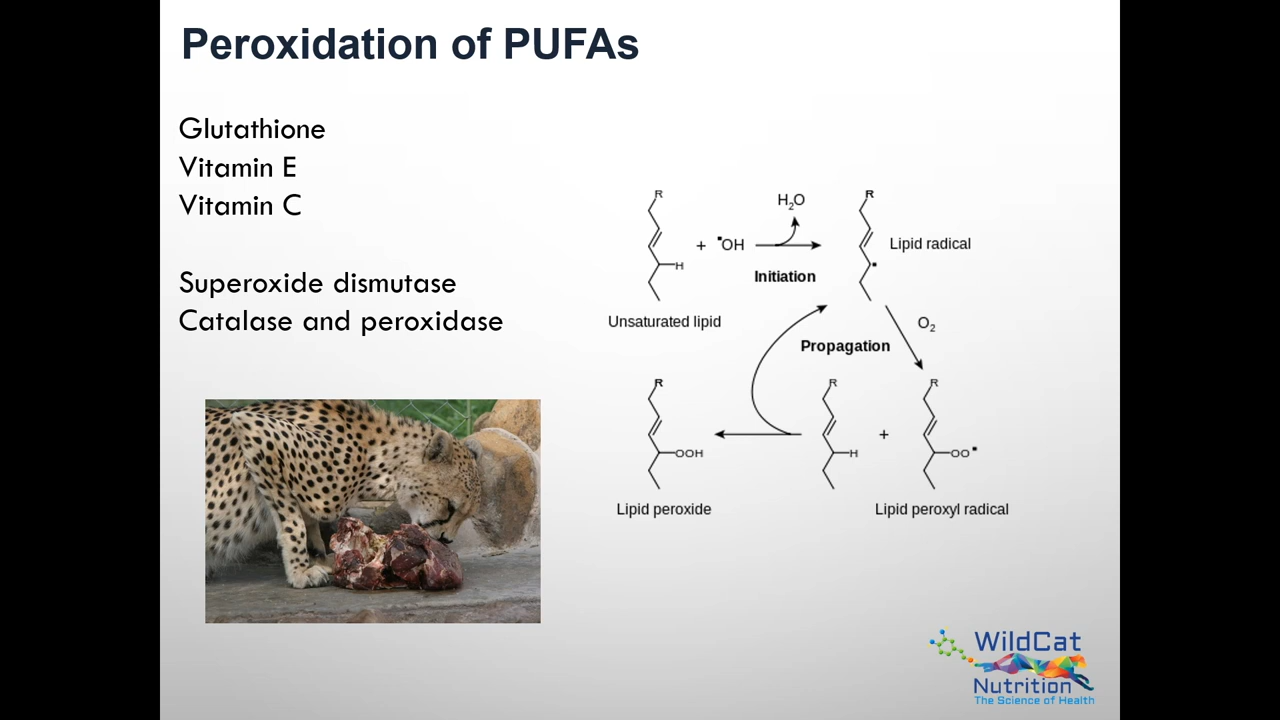 Peroxidation of PUFAs
Glutathione
Vitamin E
Vitamin C
Superoxide dismutase
Catalase and peroxidase
R
H
Unsaturated lipid
+ •OH
H₂O
Initiation
R
Lipid radical
O₂
Propagation
R
OOH
Lipid peroxide
R
H
+
R
OO•
Lipid peroxyl radical
WildCat
Nutrition
The Science of Health